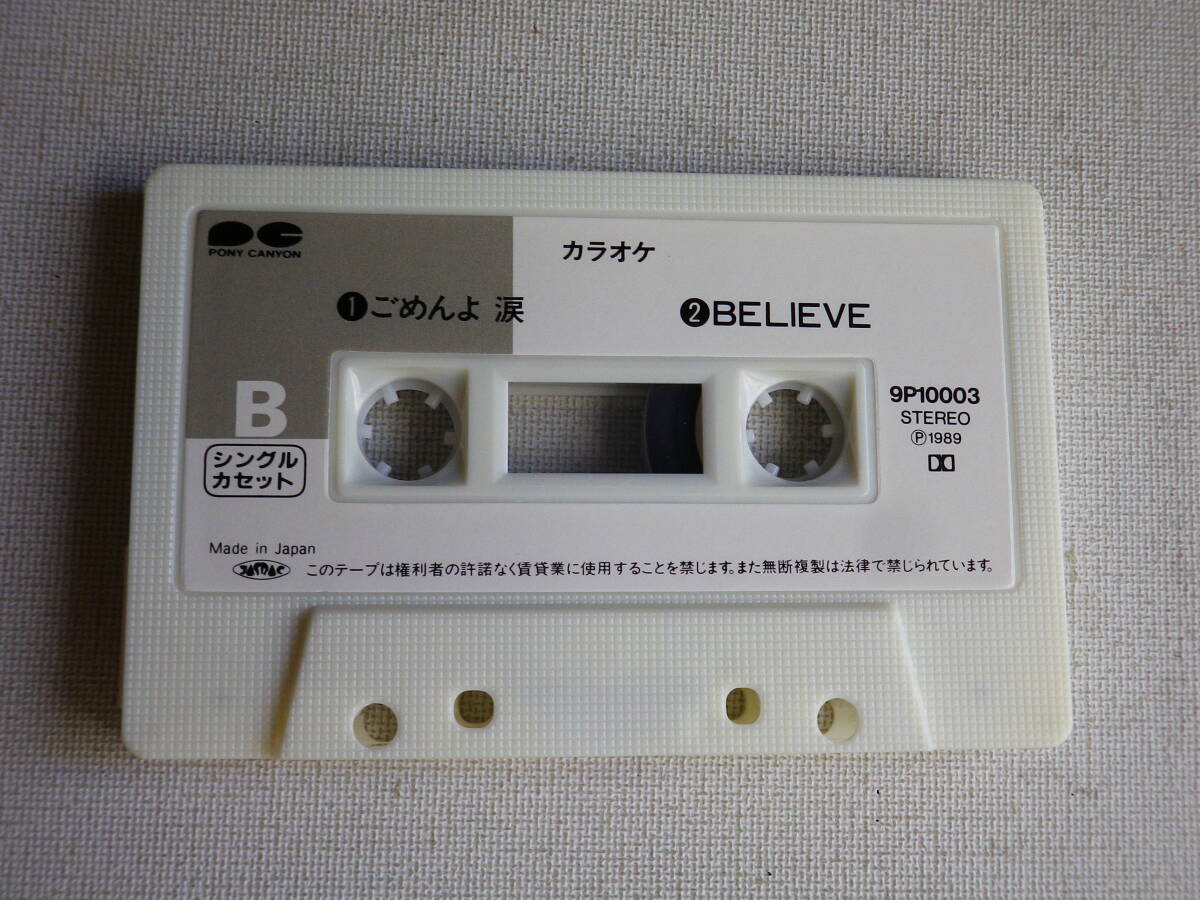 PONY CANYON
カラオケ
❶ごめんよ 涙
❷BELIEVE
B
シングル
カセット
9P10003
STEREO
Ⓟ1989
Made in Japan
JASRAC
このテープは権利者の許諾なく賃貸業に使用することを禁じます。また無断複製は法律で禁じられています。